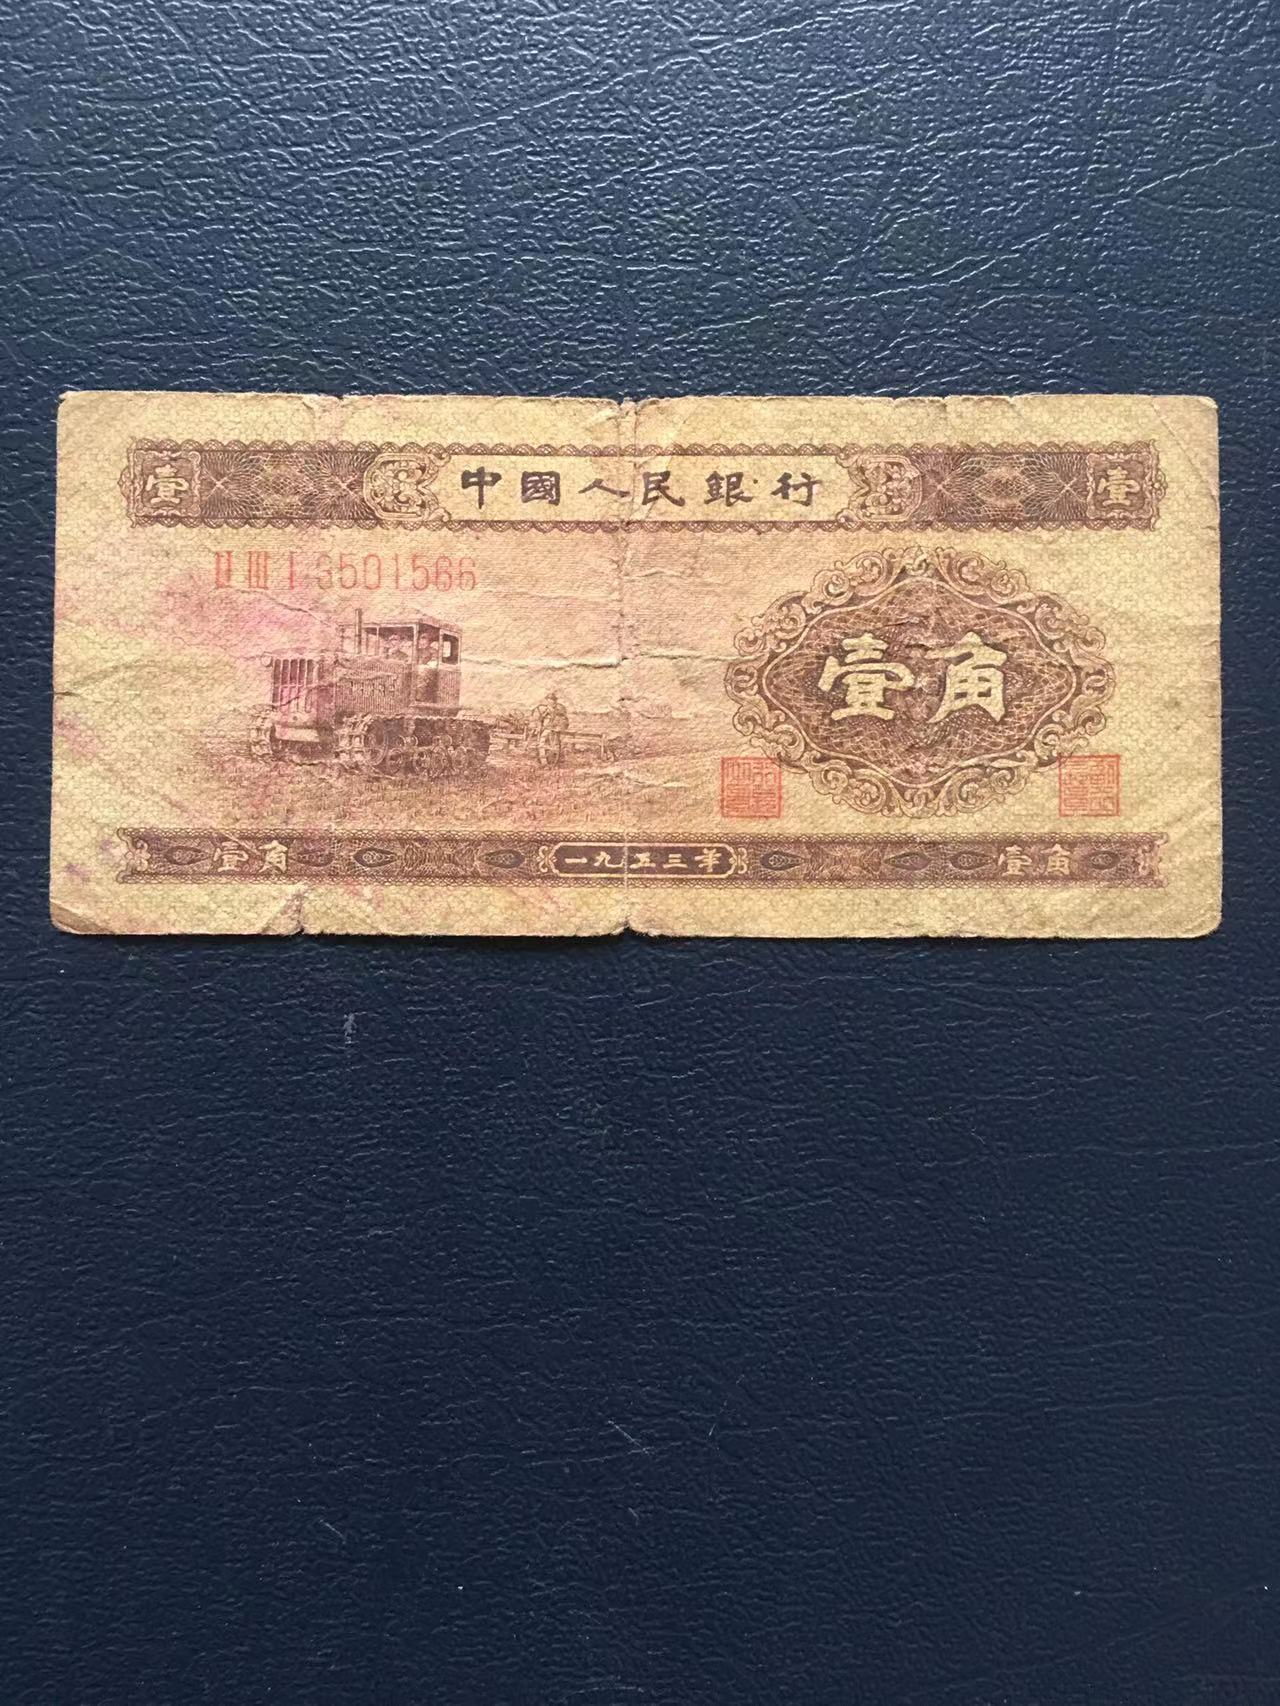 壹 中國人民銀行 壹
II III I 3501566
壹角
壹角 一九五三年 壹角